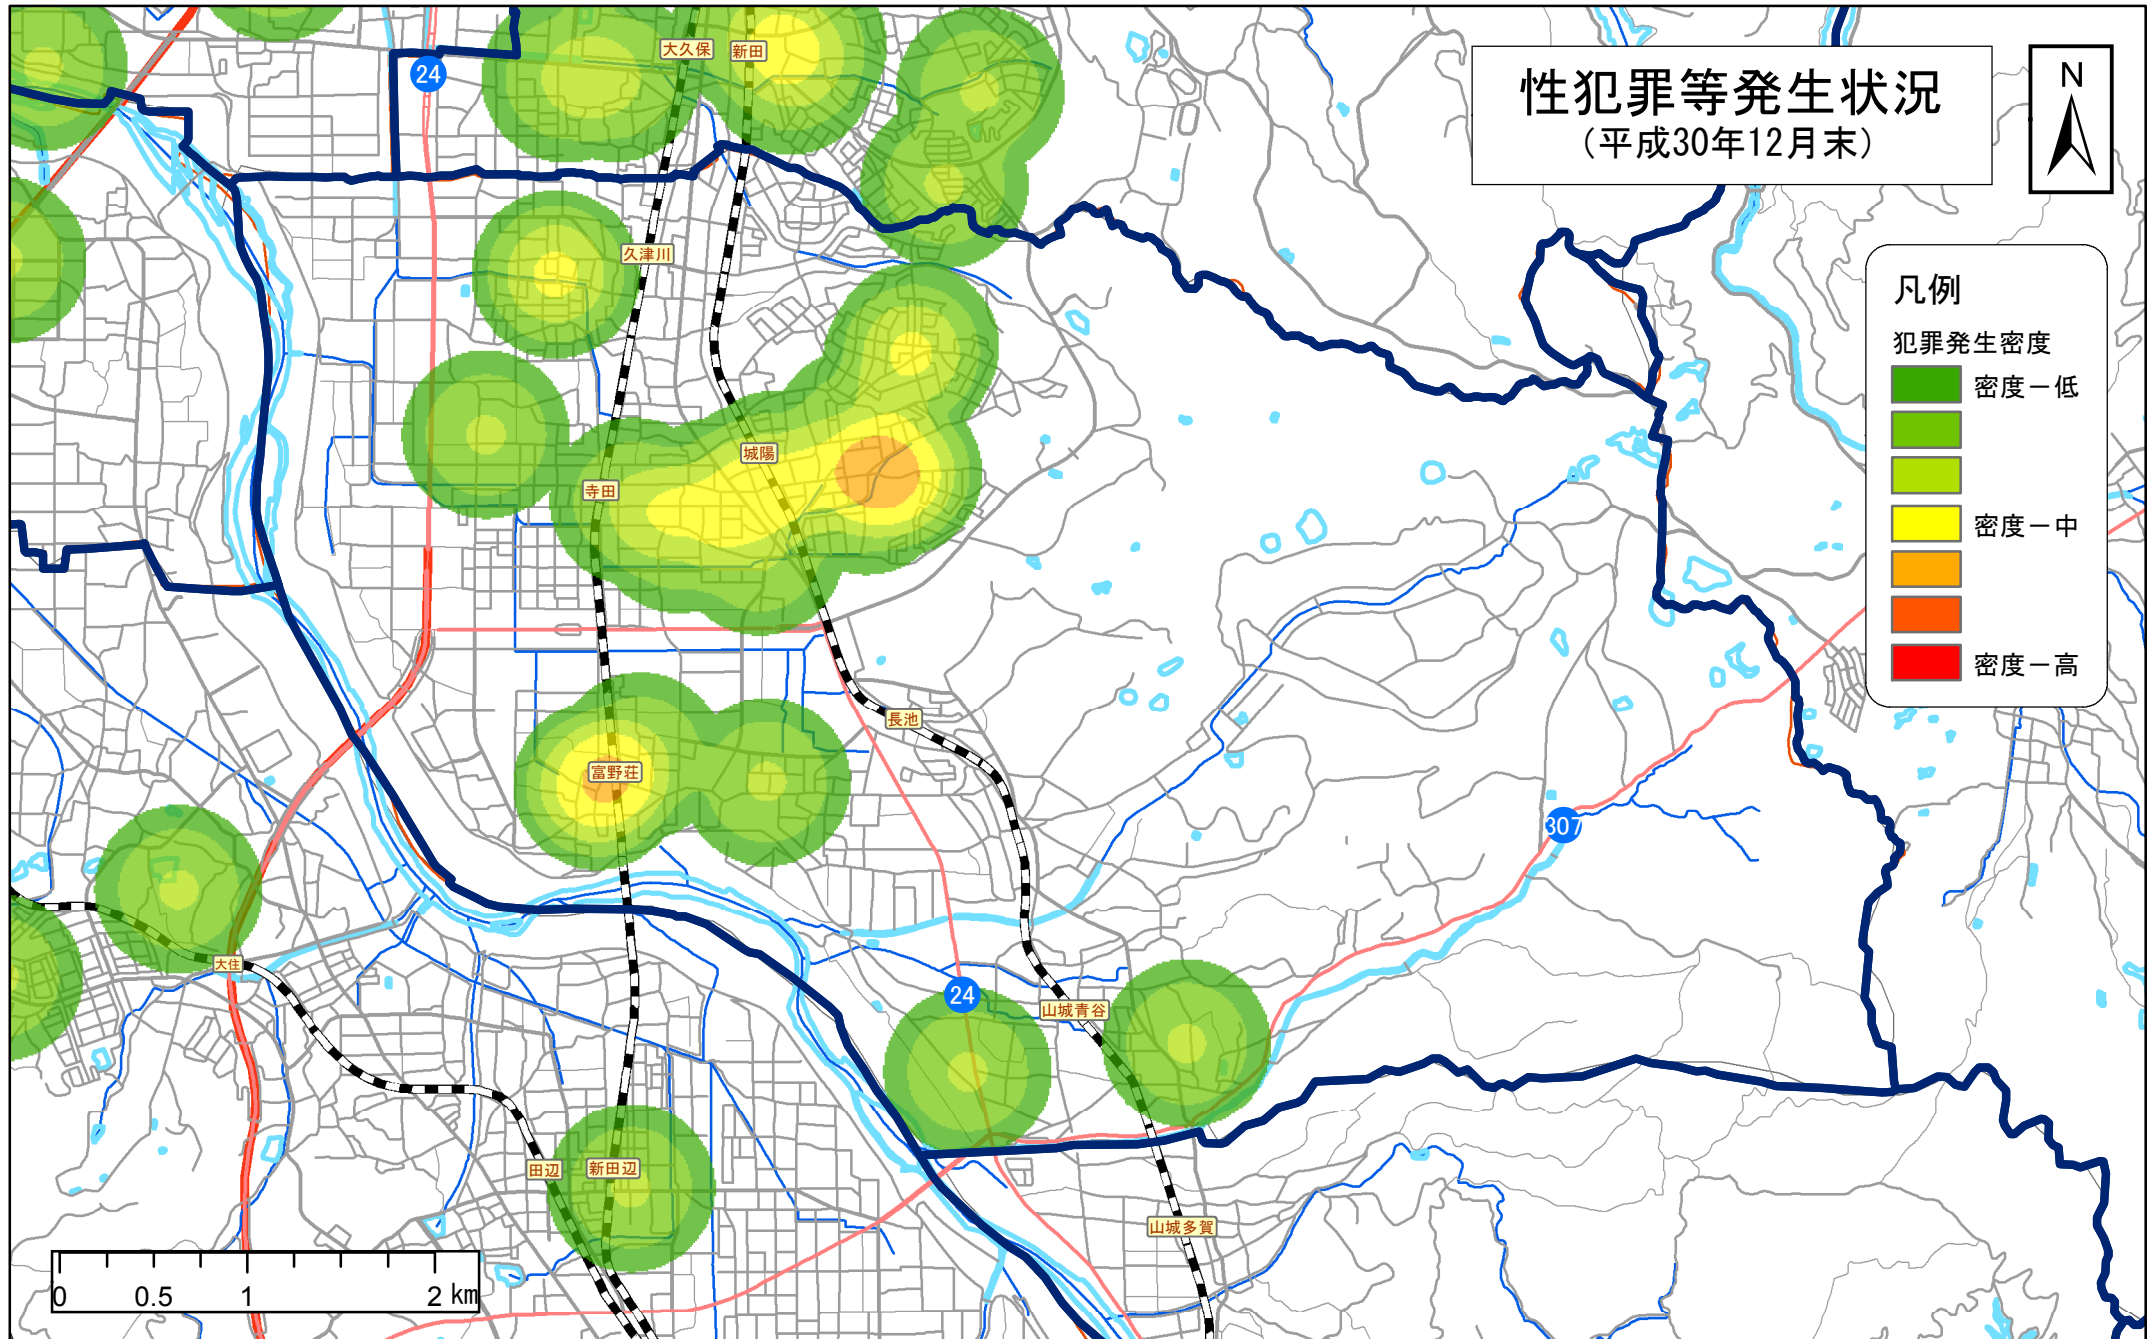 性犯罪等発生状況
（平成30年12月末）
N
凡例
犯罪発生密度
密度－低
密度－中
密度－高
大久保
新田
24
久津川
城陽
寺田
長池
富野荘
307
大住
24
山城青谷
田辺
新田辺
山城多賀
0 0.5 1 2 km